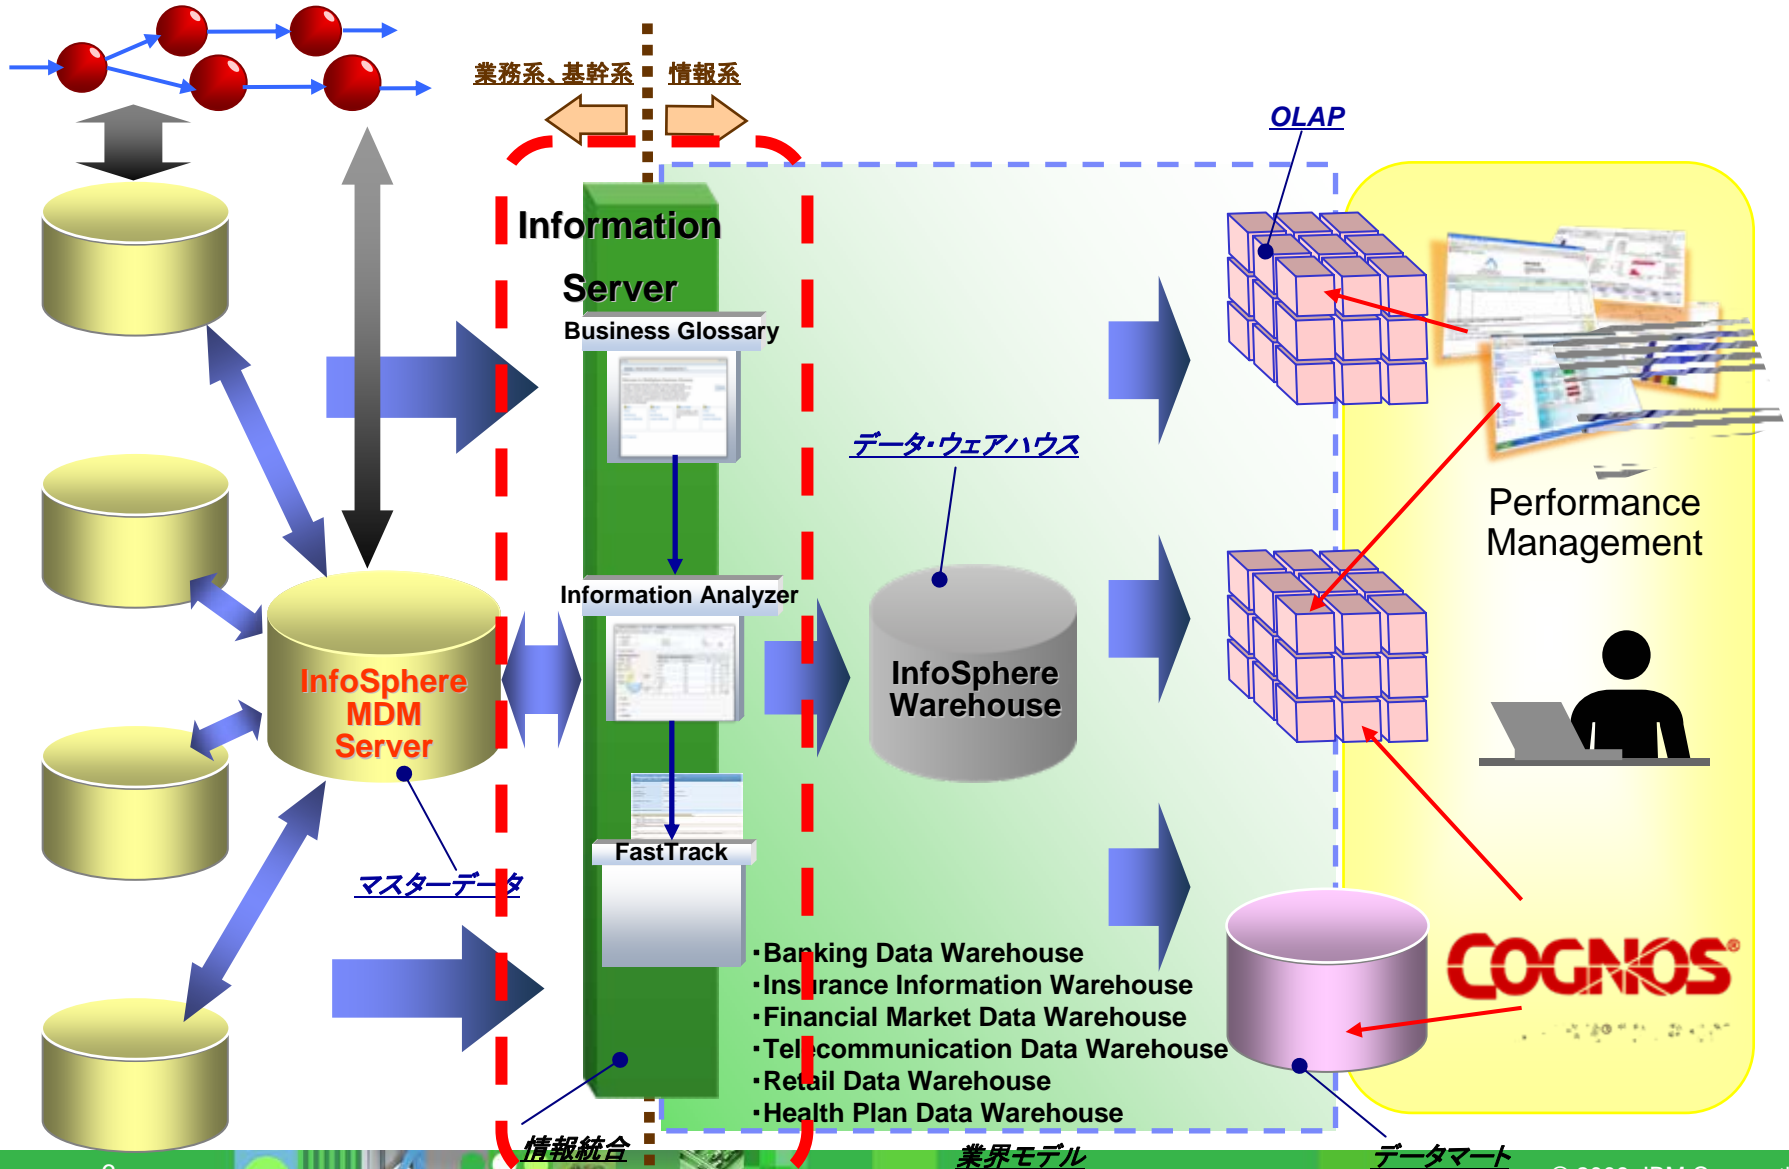 業務系、基幹系
情報系
OLAP
Information
Server
Business Glossary
データ・ウェアハウス
Performance
Management
Information Analyzer
InfoSphere
MDM
Server
InfoSphere
Warehouse
FastTrack
マスターデータ
・Banking Data Warehouse
・Insurance Information Warehouse
・Financial Market Data Warehouse
・Telecommunication Data Warehouse
・Retail Data Warehouse
・Health Plan Data Warehouse
COGNOS®
情報統合
業界モデル
データマート